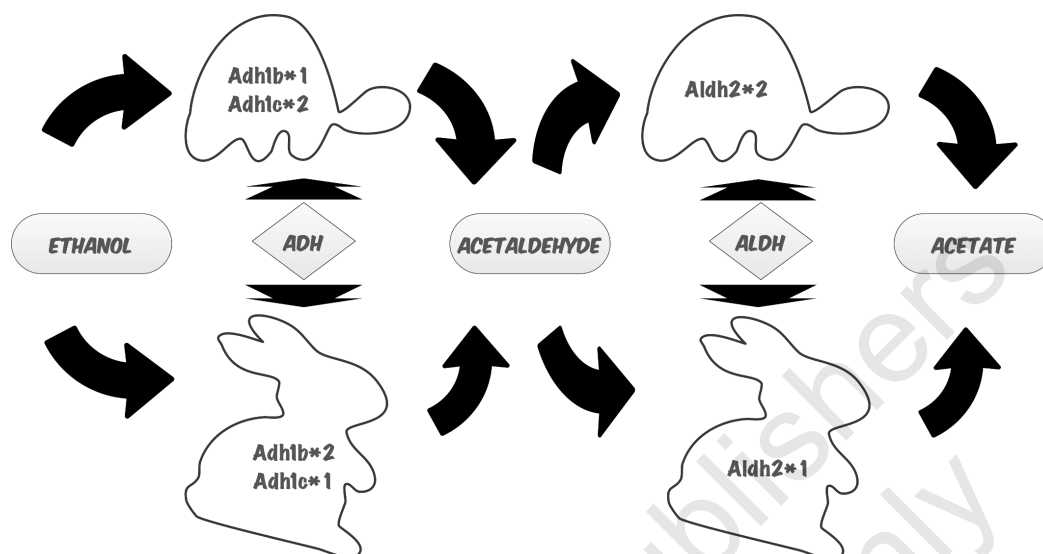 Adh1b*1
Adh1c*2
Aldh2*2
ETHANOL
ADH
ACETALDEHYDE
ALDH
ACETATE
Adh1b*2
Adh1c*1
Aldh2*1